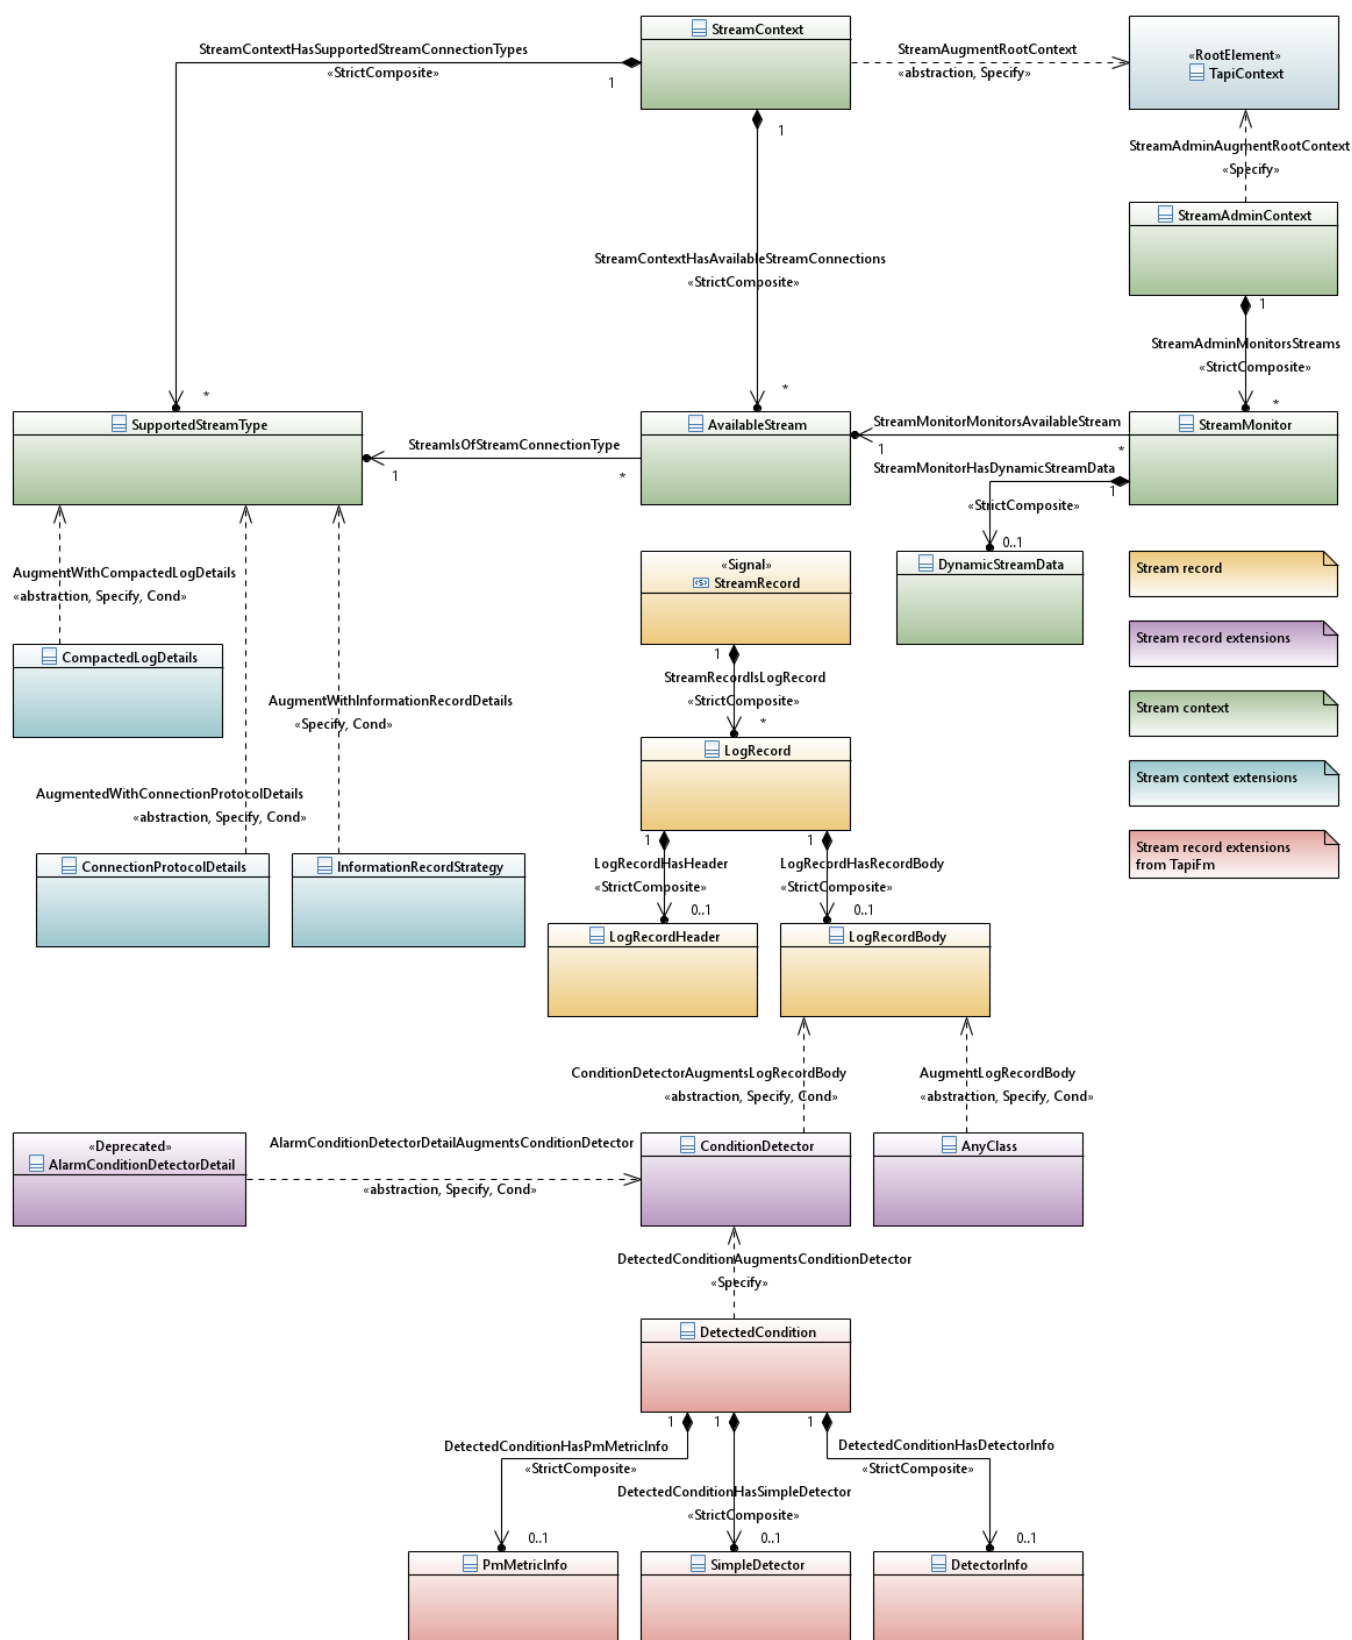 StreamContext
StreamContextHasSupportedStreamConnectionTypes
«StrictComposite»
1
StreamAugmentRootContext
«abstraction, Specify»
«RootElement»
TapiContext
1
StreamAdminAugmentRootContext
«Specify»
StreamAdminContext
StreamContextHasAvailableStreamConnections
«StrictComposite»
1
StreamAdminMonitorsStreams
«StrictComposite»
*
*
*
SupportedStreamType
AvailableStream
StreamMonitor
StreamIsOfStreamConnectionType
1
*
StreamMonitorMonitorsAvailableStream
1
*
StreamMonitorHasDynamicStreamData
1
«StrictComposite»
0..1
DynamicStreamData
«Signal»
StreamRecord
Stream record
Stream record extensions
Stream context
Stream context extensions
Stream record extensions
from TapiFm
AugmentWithCompactedLogDetails
«abstraction, Specify, Cond»
CompactedLogDetails
1
StreamRecordIsLogRecord
«StrictComposite»
*
AugmentWithInformationRecordDetails
«Specify, Cond»
LogRecord
AugmentedWithConnectionProtocolDetails
«abstraction, Specify, Cond»
ConnectionProtocolDetails
InformationRecordStrategy
1
LogRecordHasHeader
«StrictComposite»
0..1
1
LogRecordHasRecordBody
«StrictComposite»
0..1
LogRecordHeader
LogRecordBody
ConditionDetectorAugmentsLogRecordBody
«abstraction, Specify, Cond»
AugmentLogRecordBody
«abstraction, Specify, Cond»
«Deprecated»
AlarmConditionDetectorDetail
AlarmConditionDetectorDetailAugmentsConditionDetector
«abstraction, Specify, Cond»
ConditionDetector
AnyClass
DetectedConditionAugmentsConditionDetector
«Specify»
DetectedCondition
1
1
1
DetectedConditionHasPmMetricInfo
«StrictComposite»
DetectedConditionHasDetectorInfo
«StrictComposite»
DetectedConditionHasSimpleDetector
«StrictComposite»
0..1
0..1
0..1
PmMetricInfo
SimpleDetector
DetectorInfo